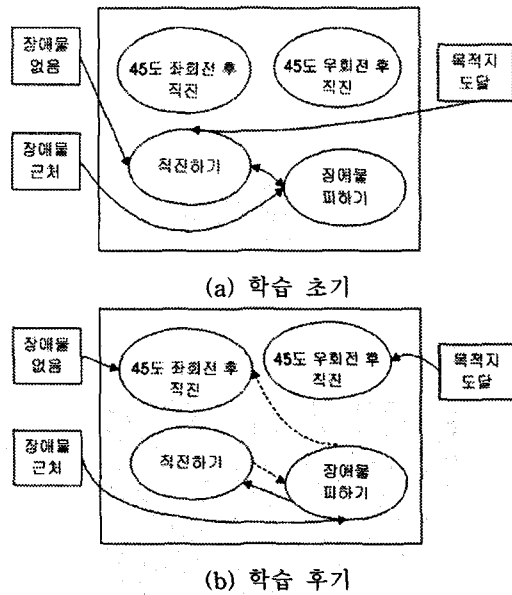 장애물
없음
45도 좌회전 후
직진
45도 우회전 후
직진
목적지
도달
장애물
근처
직진하기
장애물
피하기
(a) 학습 초기
장애물
없음
45도 좌회전 후
직진
45도 우회전 후
직진
목적지
도달
장애물
근처
직진하기
장애물
피하기
(b) 학습 후기